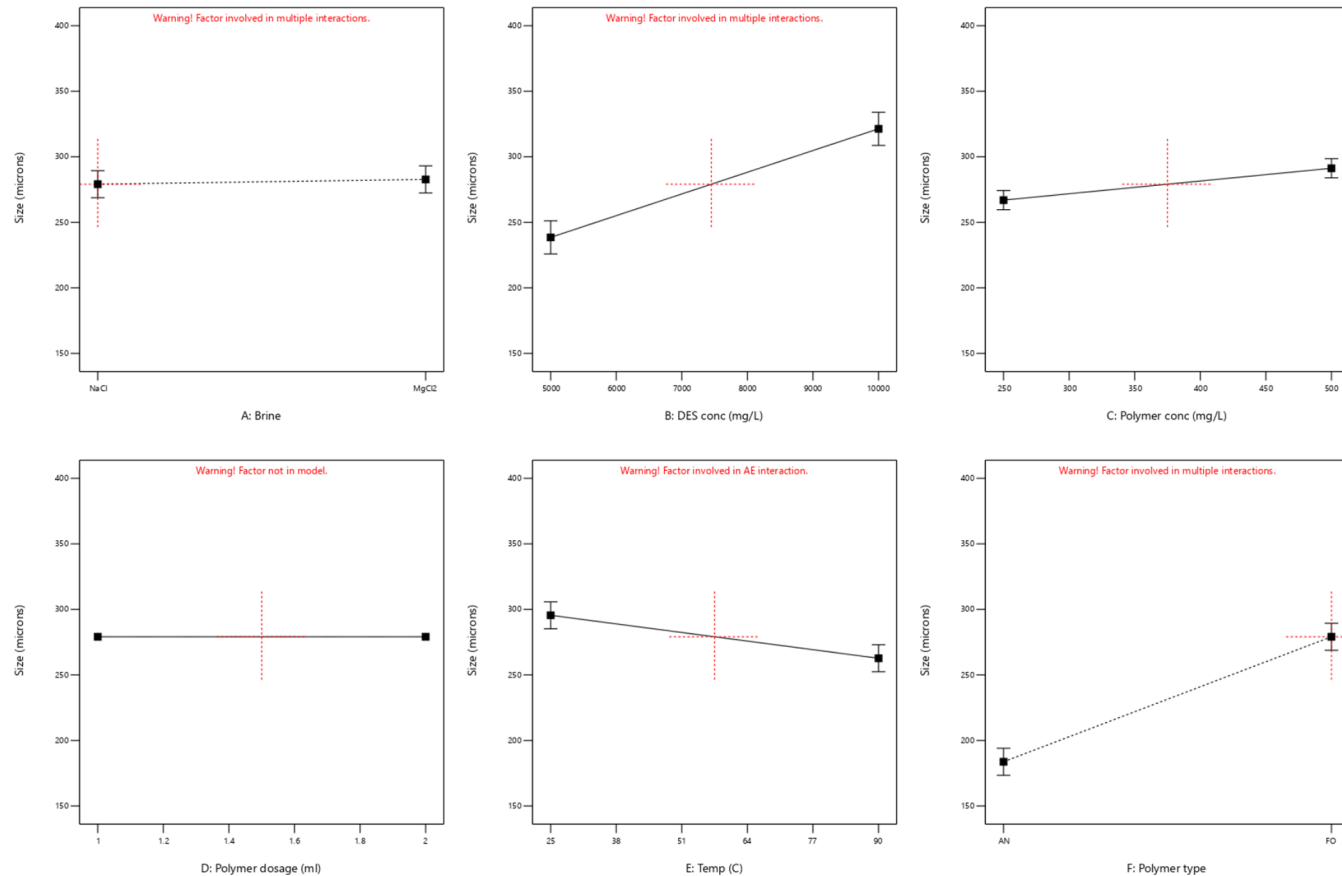 Warning! Factor involved in multiple interactions.
400
350
300
250
200
150
Size (microns)
NaCl
MgCl2
A: Brine
Warning! Factor involved in multiple interactions.
400
350
300
250
200
150
Size (microns)
5000 6000 7000 8000 9000 10000
B: DES conc (mg/L)
400
350
300
250
200
150
Size (microns)
250 300 350 400 450 500
C: Polymer conc (mg/L)
Warning! Factor not in model.
400
350
300
250
200
150
Size (microns)
1 1.2 1.4 1.6 1.8 2
D: Polymer dosage (ml)
Warning! Factor involved in AE interaction.
400
350
300
250
200
150
Size (microns)
25 38 51 64 77 90
E: Temp (C)
Warning! Factor involved in multiple interactions.
400
350
300
250
200
150
Size (microns)
AN FO
F: Polymer type